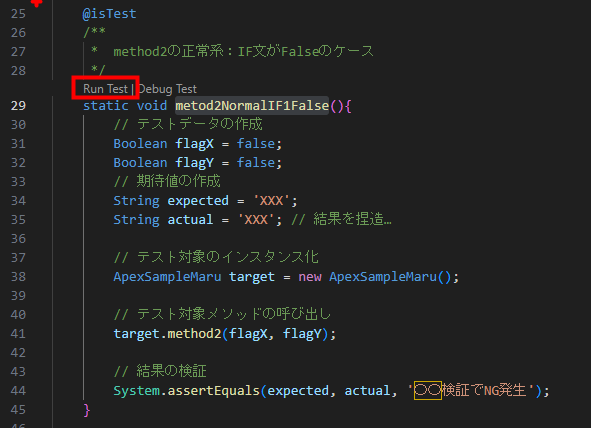 25 @isTest
26 /**
27 * method2の正常系：IF文がFalseのケース
28 */
Run Test | Debug Test
29 static void metod2NormalIF1False(){
30 // テストデータの作成
31 Boolean flagX = false;
32 Boolean flagY = false;
33 // 期待値の作成
34 String expected = 'XXX';
35 String actual = 'XXX'; // 結果を捏造…
36
37 // テスト対象のインスタンス化
38 ApexSampleMaru target = new ApexSampleMaru();
39
40 // テスト対象メソッドの呼び出し
41 target.method2(flagX, flagY);
42
43 // 結果の検証
44 System.assertEquals(expected, actual, '○○検証でNG発生');
45 }